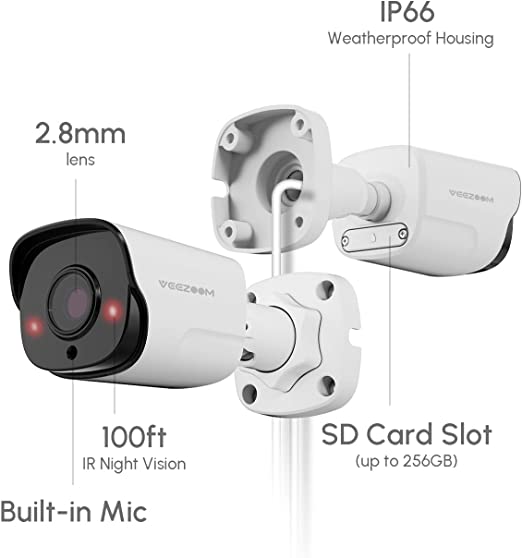 IP66
Weatherproof Housing
2.8mm
lens
VEEZOOM
VEEZOOM
100ft
IR Night Vision
SD Card Slot
(up to 256GB)
Built-in Mic